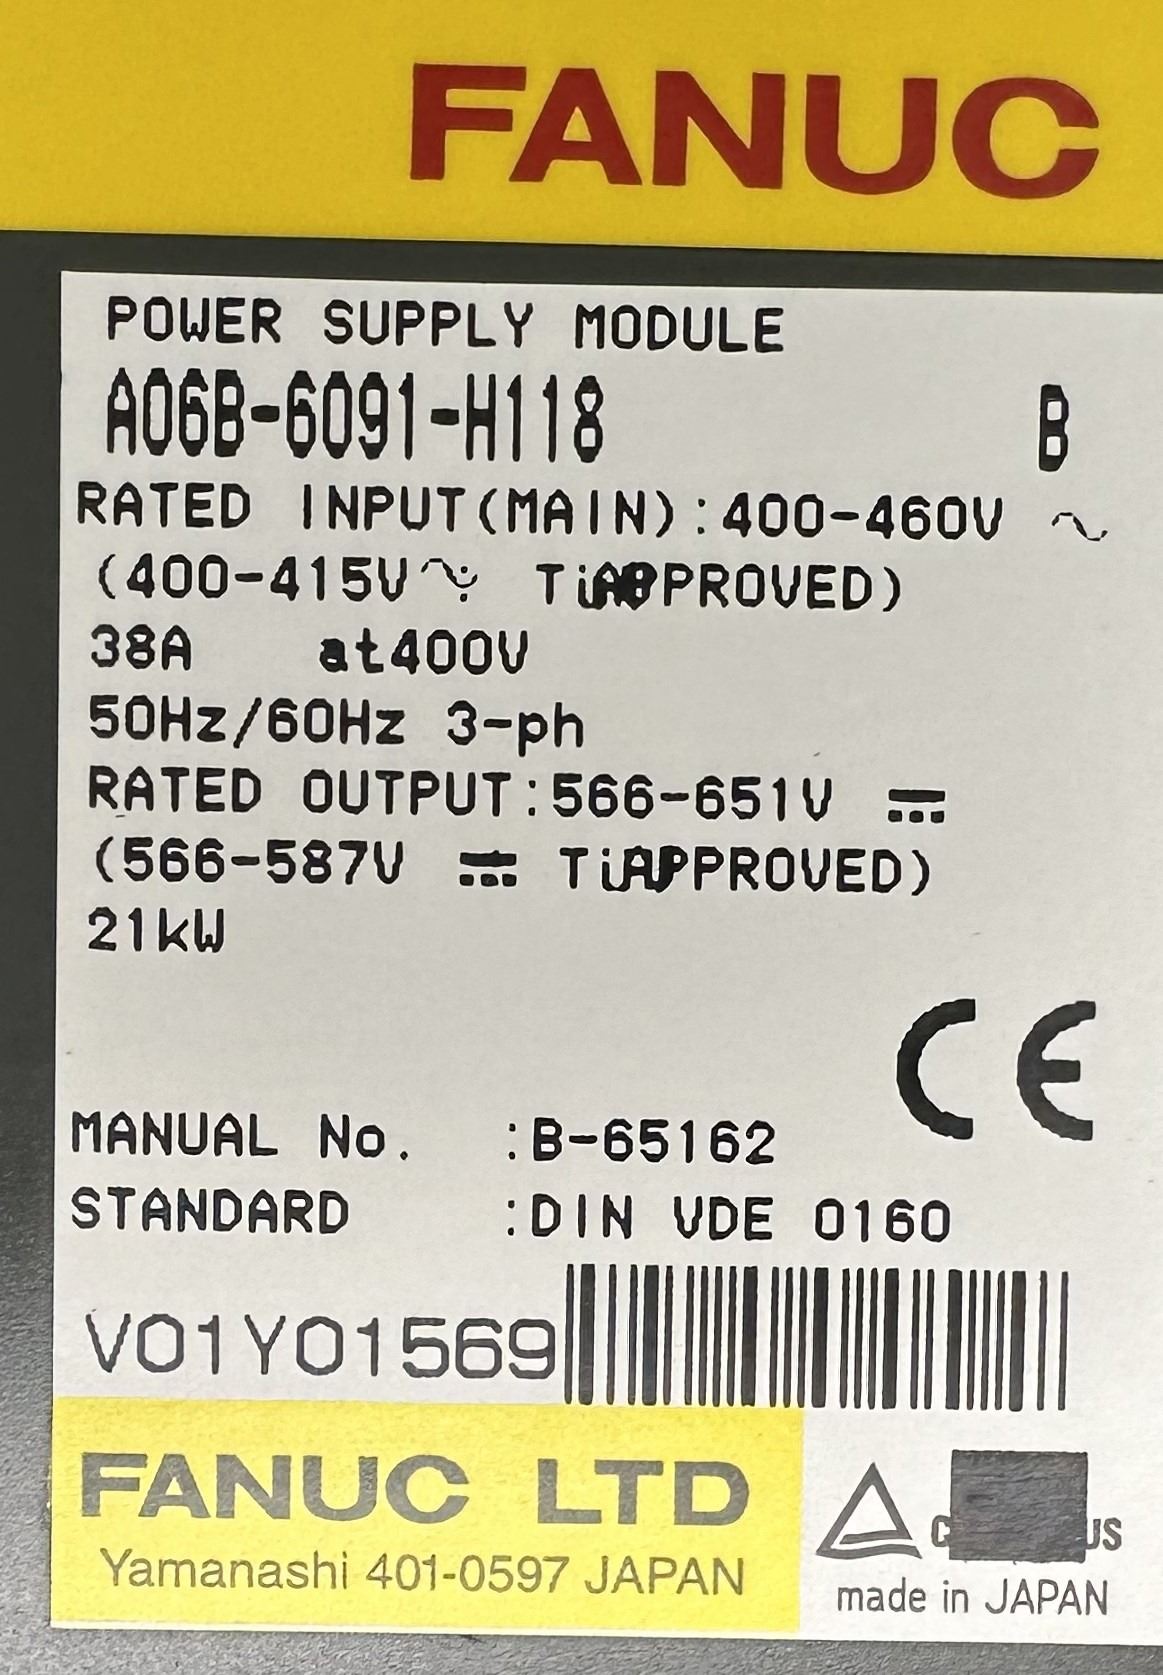 FANUC
POWER SUPPLY MODULE
A06B-6091-H118 B
RATED INPUT(MAIN):400-460V ∿
(400-415V∿ TiAPPROVED)
38A at400V
50Hz/60Hz 3-ph
RATED OUTPUT:566-651V ⎓
(566-587V ⎓ TiAPPROVED)
21kW
CE
MANUAL No. :B-65162
STANDARD :DIN VDE 0160
V01Y01569
FANUC LTD
Yamanashi 401-0597 JAPAN
made in JAPAN